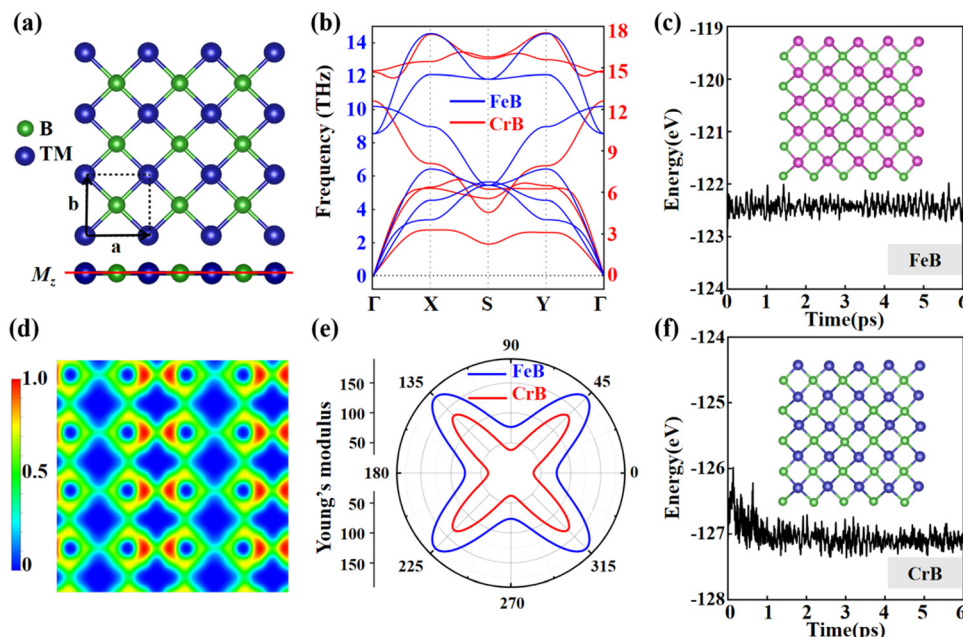 (a)
B
TM
b
a
Mz
(b)
Frequency (THz)
14
12
10
8
6
4
2
0
18
15
12
9
6
3
0
FeB
CrB
Γ X S Y Γ
(c)
Energy(eV)
-119
-120
-121
-122
-123
-124
FeB
0 1 2 3 4 5 6
Time(ps)
(d)
1.0
0.5
0
(e)
Young's modulus
150
100
50
50
100
150
90
135
45
180
0
225
315
270
FeB
CrB
(f)
Energy(eV)
-124
-125
-126
-127
-128
CrB
0 1 2 3 4 5 6
Time(ps)